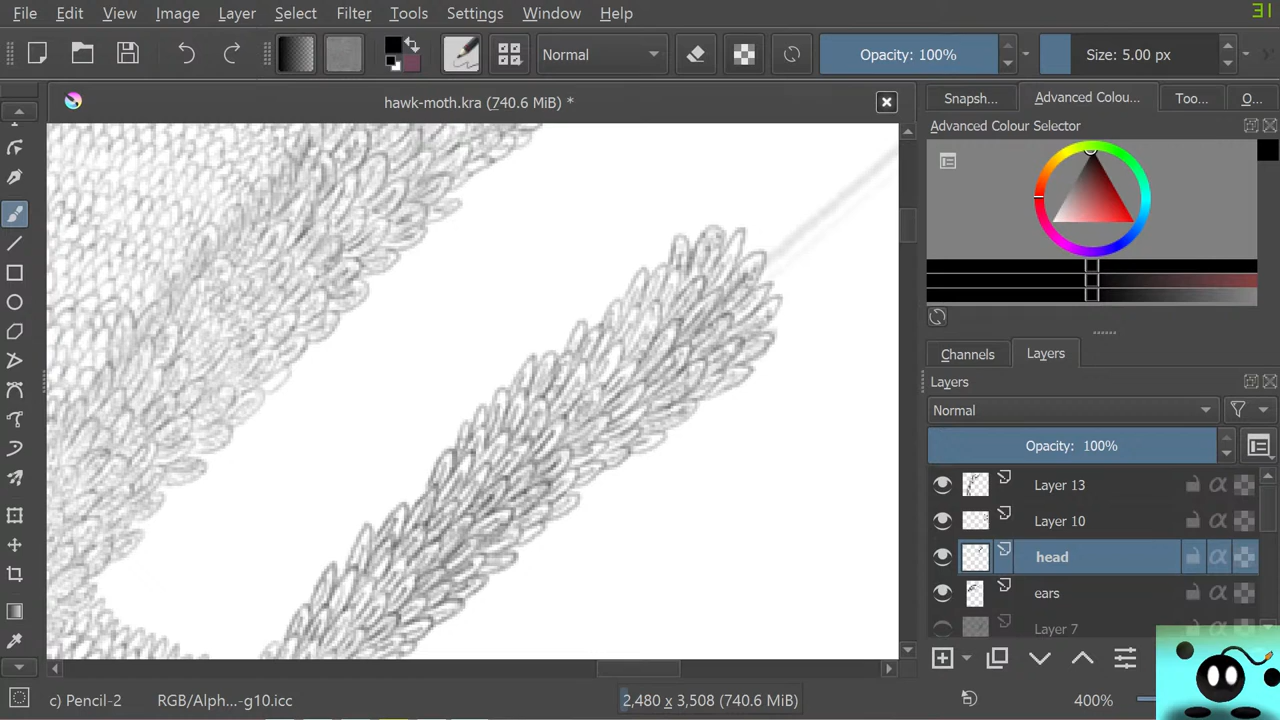 File Edit View Image Layer Select Filter Tools Settings Window Help
31
Normal Opacity: 100% Size: 5.00 px
hawk-moth.kra (740.6 MiB) *
Snapsh... Advanced Colou... Too... O...
Advanced Colour Selector
Channels Layers
Layers
Normal
Opacity: 100%
Layer 13
Layer 10
head
ears
Layer 7
c) Pencil-2 RGB/Alph...-g10.icc 2,480 x 3,508 (740.6 MiB) 400%